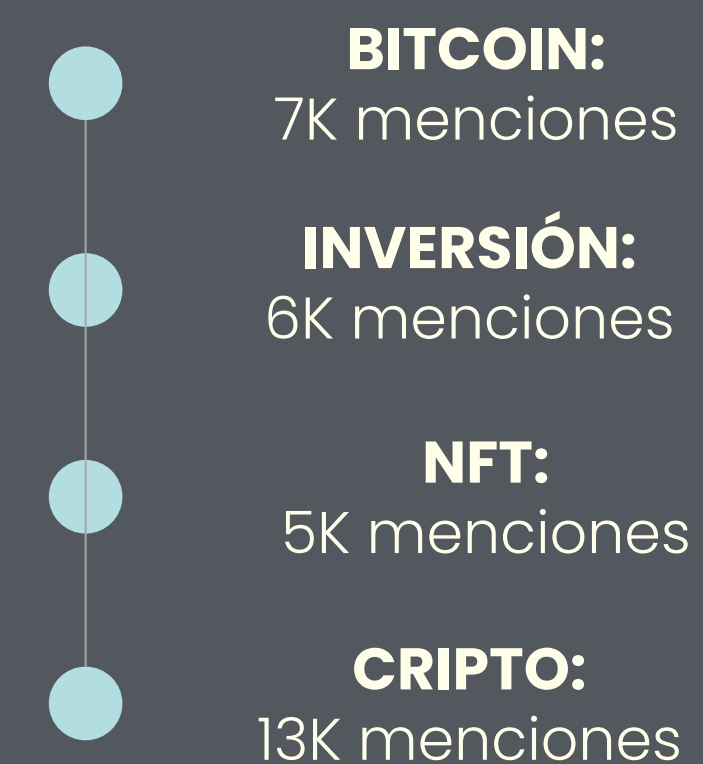 BITCOIN:
7K menciones
INVERSIÓN:
6K menciones
NFT:
5K menciones
CRIPTO:
13K menciones